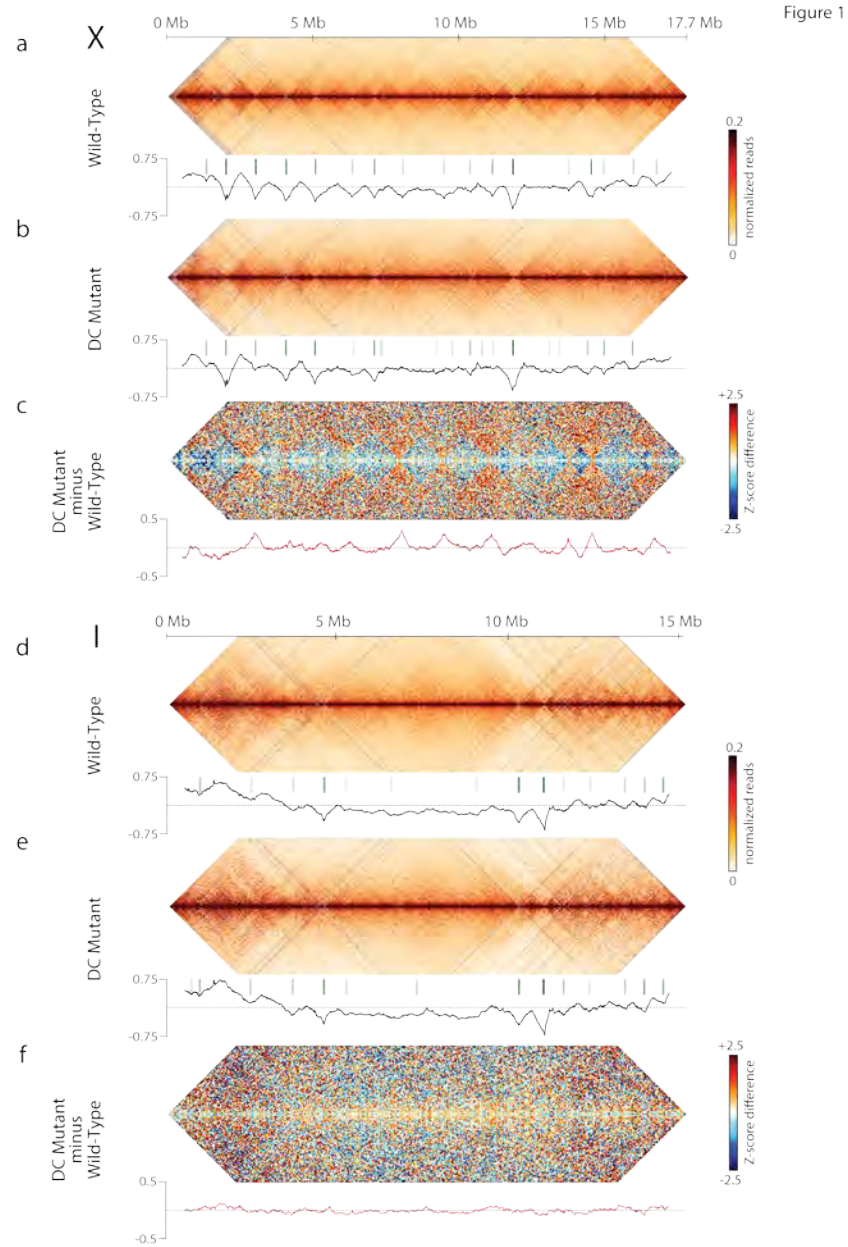 Figure 1
0 Mb 5 Mb 10 Mb 15 Mb 17.7 Mb
a X
Wild-Type
0.75
-0.75
0.2
normalized reads
0
b
DC Mutant
0.75
-0.75
c
DC Mutant
minus
Wild-Type
0.5
-0.5
+2.5
Z-score difference
-2.5
0 Mb 5 Mb 10 Mb 15 Mb
d I
Wild-Type
0.75
-0.75
0.2
normalized reads
0
e
DC Mutant
0.75
-0.75
f
DC Mutant
minus
Wild-Type
0.5
-0.5
+2.5
Z-score difference
-2.5